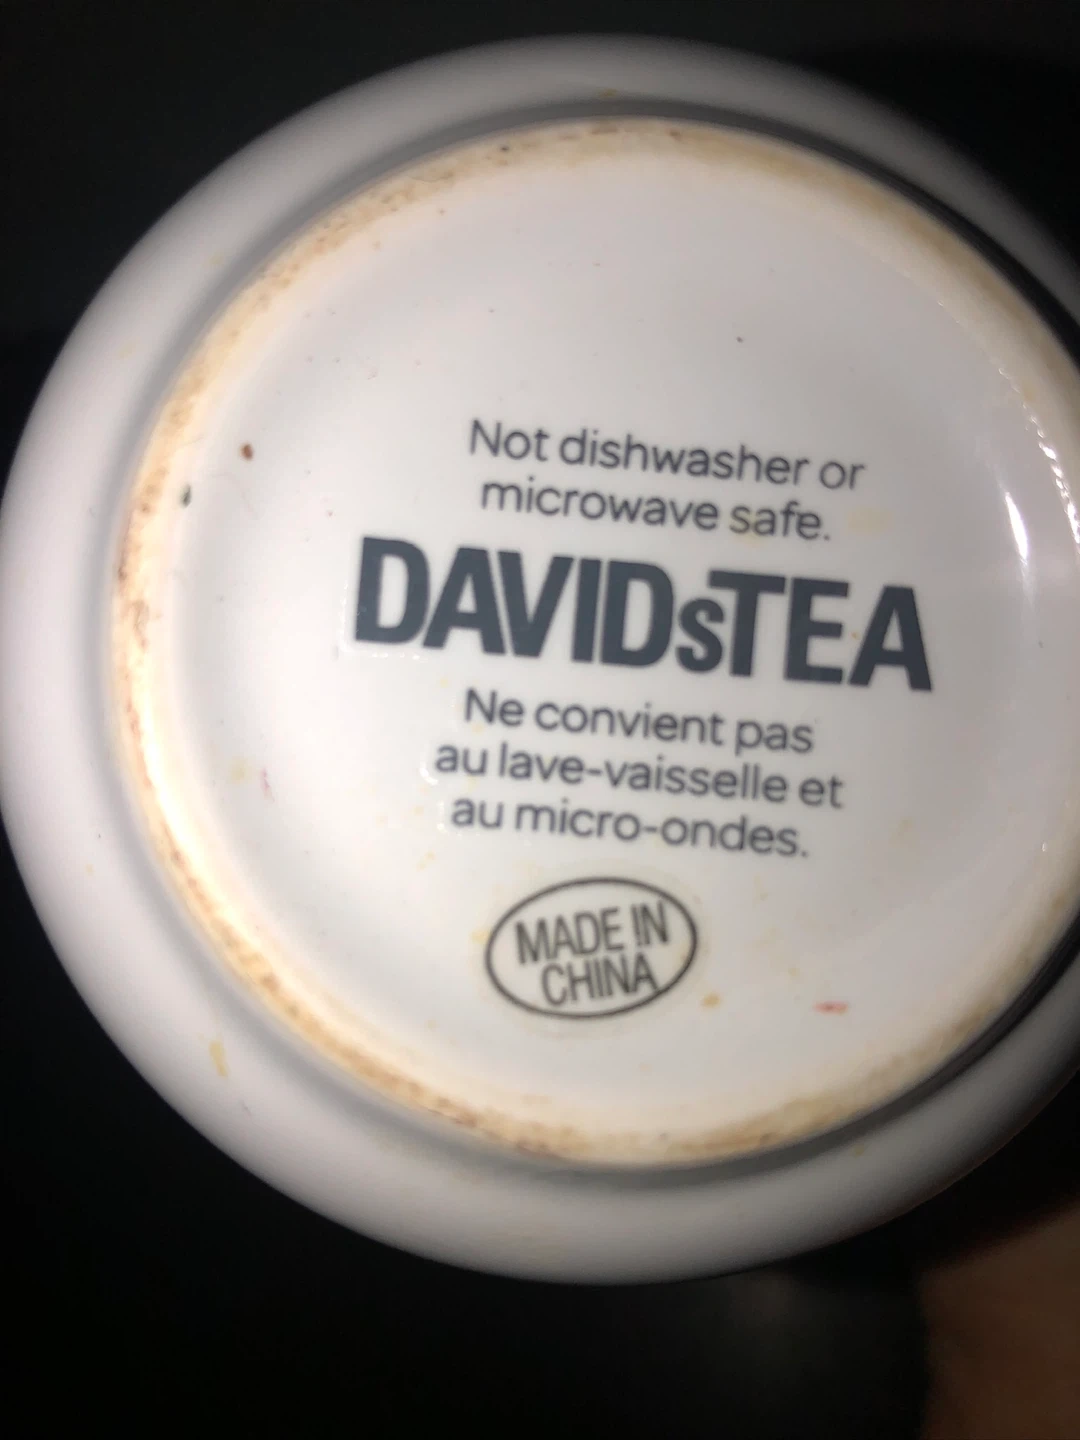 Not dishwasher or
microwave safe.
DAVIDsTEA
Ne convient pas
au lave-vaisselle et
au micro-ondes.
MADE IN
CHINA